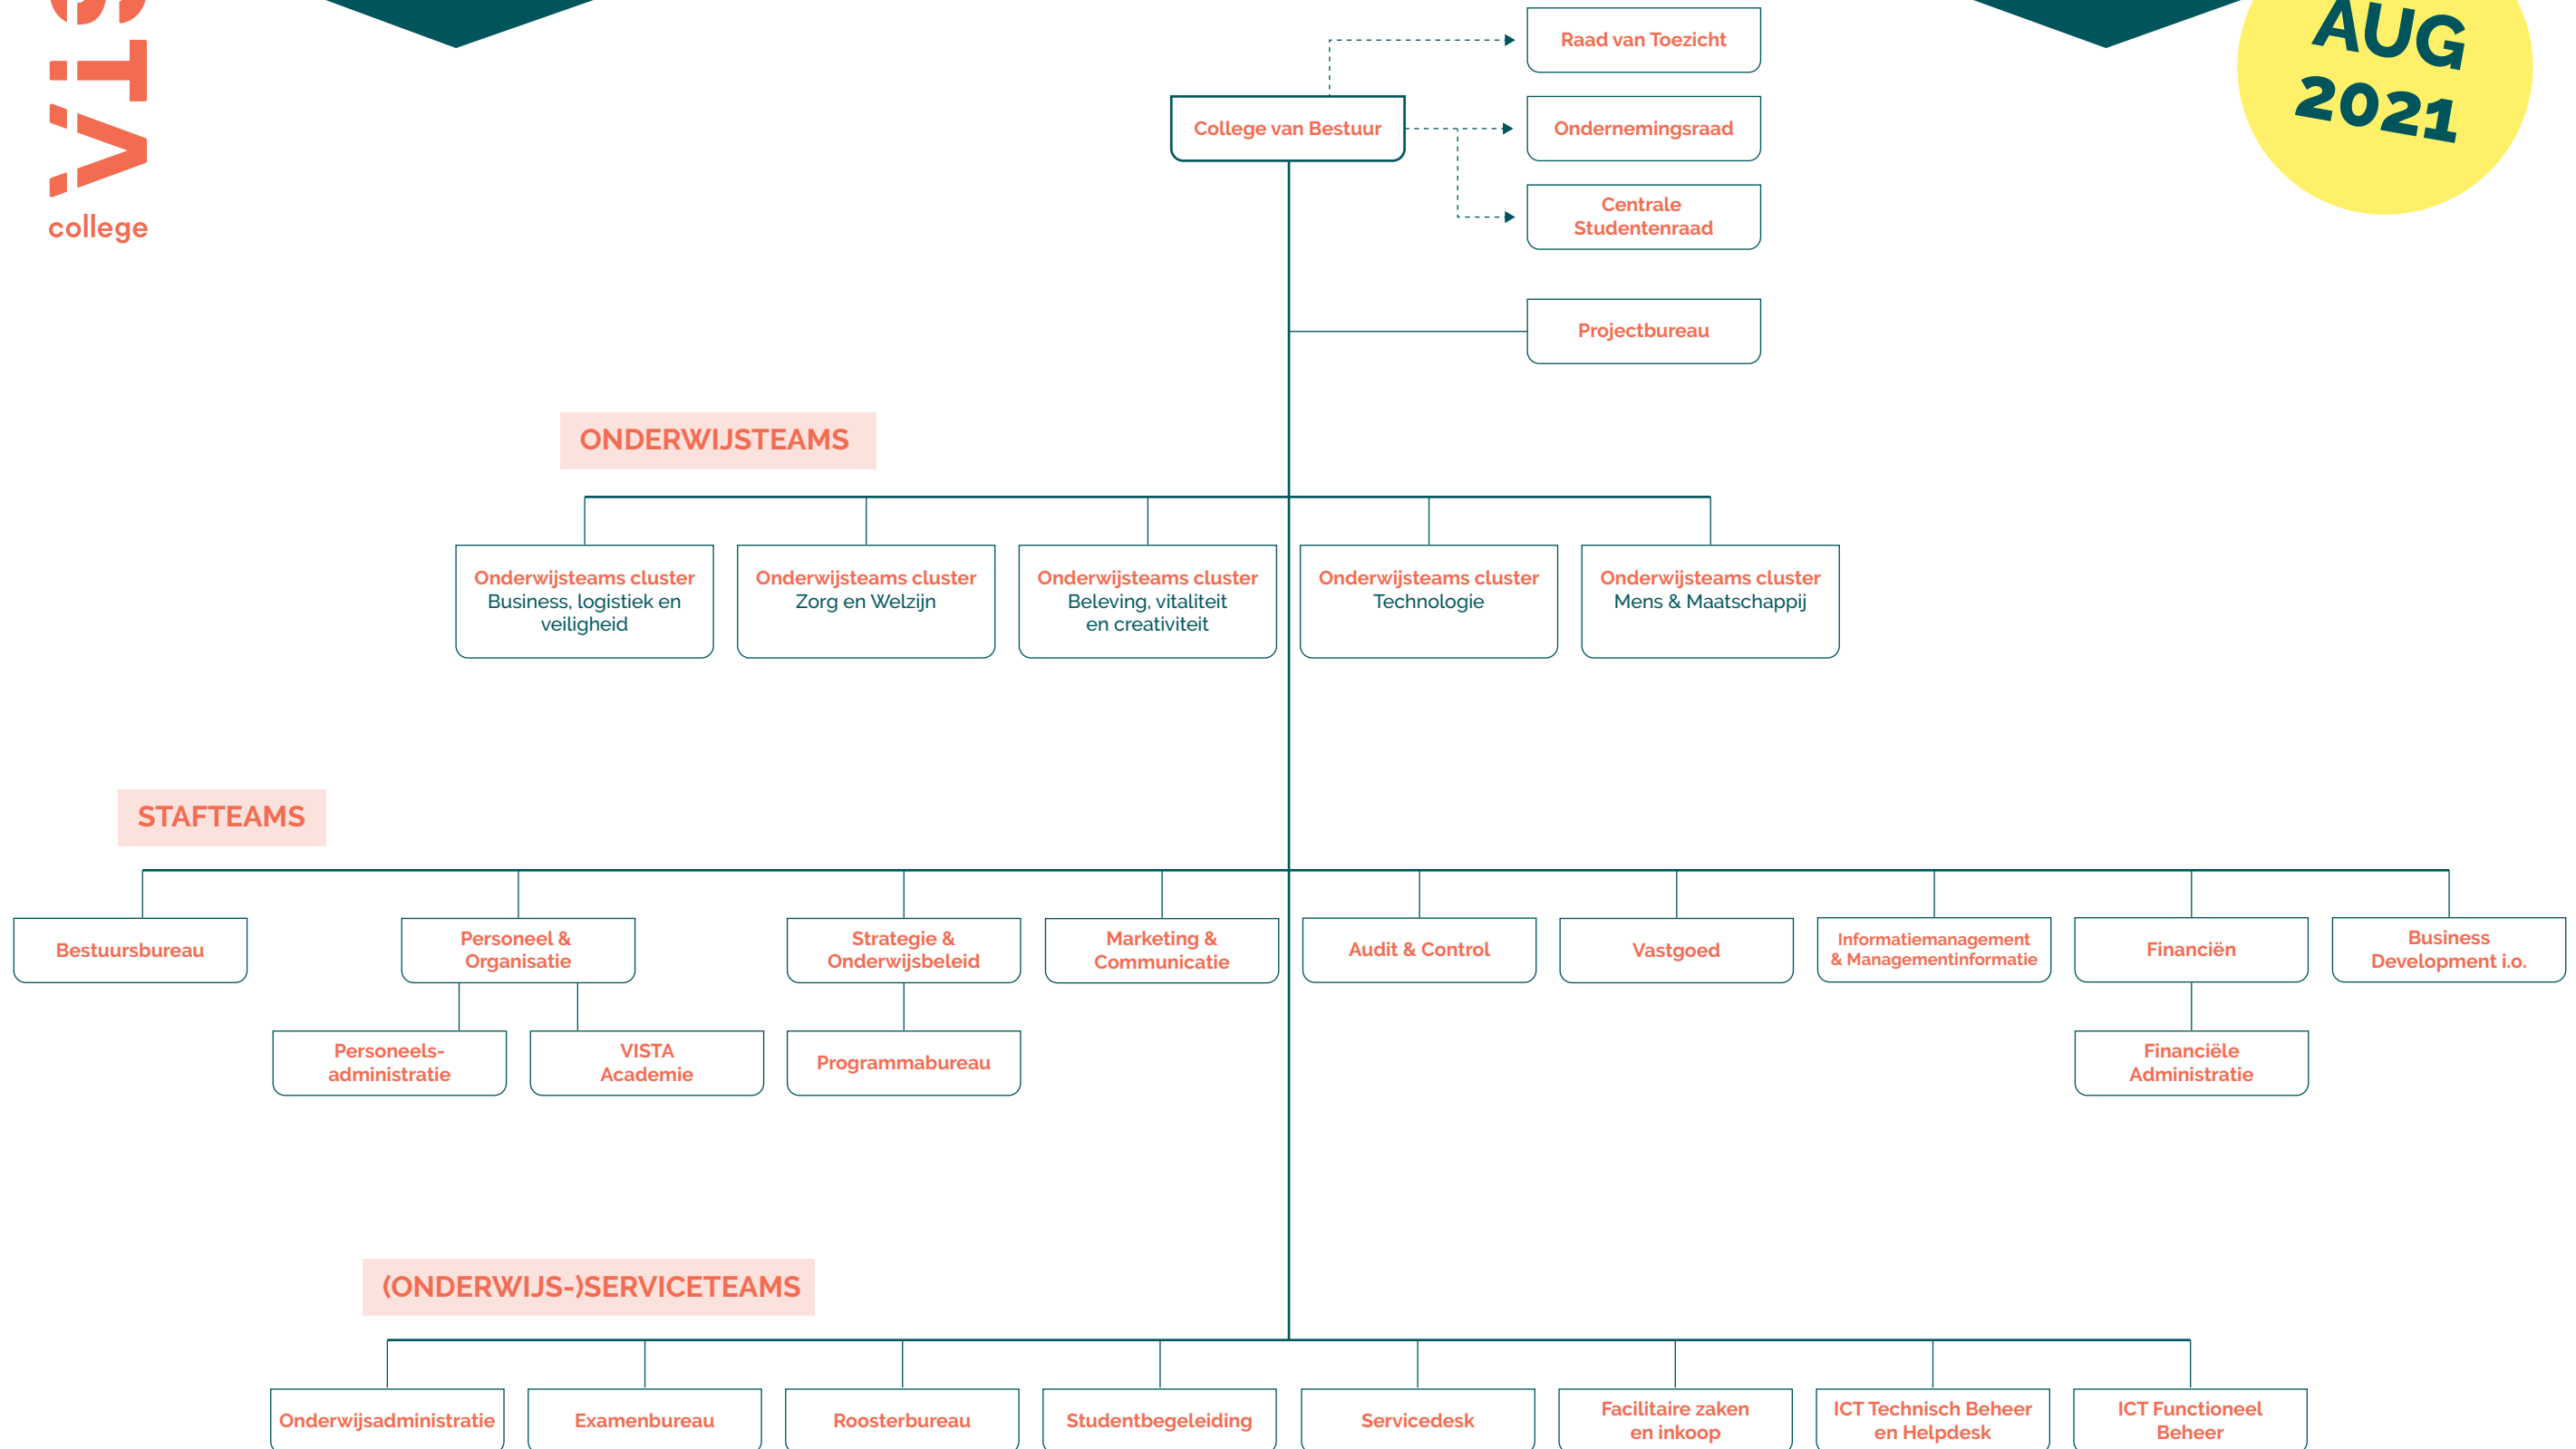 college
AUG
2021
Raad van Toezicht
College van Bestuur
Ondernemingsraad
Centrale
Studentenraad
Projectbureau
ONDERWIJSTEAMS
Onderwijsteams cluster
Business, logistiek en
veiligheid
Onderwijsteams cluster
Zorg en Welzijn
Onderwijsteams cluster
Beleving, vitaliteit
en creativiteit
Onderwijsteams cluster
Technologie
Onderwijsteams cluster
Mens & Maatschappij
STAFTEAMS
Bestuursbureau
Personeel &
Organisatie
Strategie &
Onderwijsbeleid
Marketing &
Communicatie
Audit & Control
Vastgoed
Informatiemanagement
& Managementinformatie
Financiën
Business
Development i.o.
Personeels-
administratie
VISTA
Academie
Programmabureau
Financiële
Administratie
(ONDERWIJS-)SERVICETEAMS
Onderwijsadministratie
Examenbureau
Roosterbureau
Studentbegeleiding
Servicedesk
Facilitaire zaken
en inkoop
ICT Technisch Beheer
en Helpdesk
ICT Functioneel
Beheer